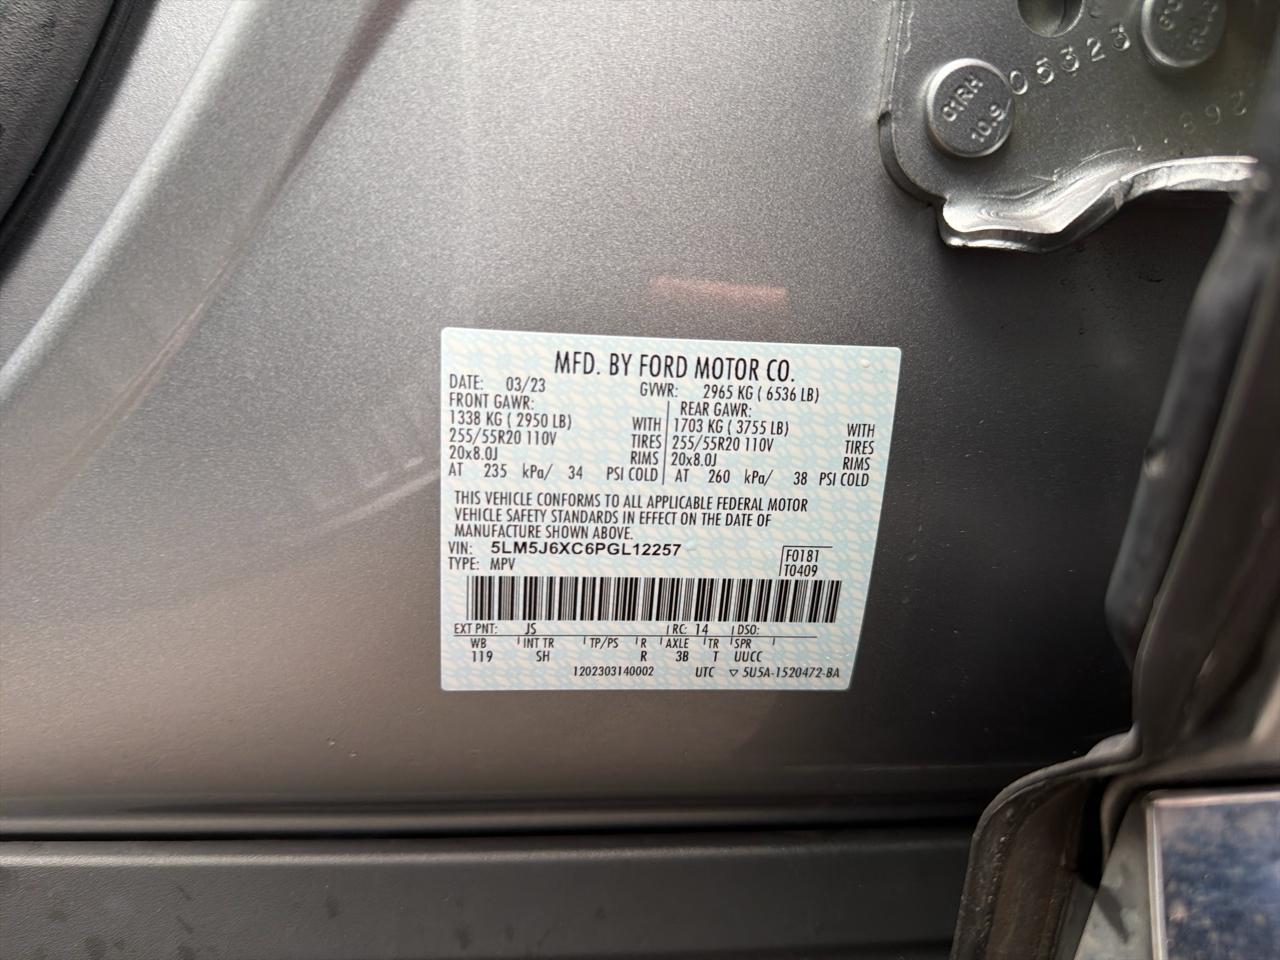 05323
01RH
10.9
MFD. BY FORD MOTOR CO.
DATE: 03/23 GVWR: 2965 KG ( 6536 LB)
FRONT GAWR: REAR GAWR:
1338 KG ( 2950 LB) WITH 1703 KG ( 3755 LB) WITH
255/55R20 110V TIRES 255/55R20 110V TIRES
20x8.0J RIMS 20x8.0J RIMS
AT 235 kPa/ 34 PSI COLD AT 260 kPa/ 38 PSI COLD
THIS VEHICLE CONFORMS TO ALL APPLICABLE FEDERAL MOTOR
VEHICLE SAFETY STANDARDS IN EFFECT ON THE DATE OF
MANUFACTURE SHOWN ABOVE.
VIN: 5LM5J6XC6PGL12257 F0181
TYPE: MPV T0409
EXT PNT: JS RC: 14 DSO:
WB INT TR TP/PS R AXLE TR SPR
119 SH R 3B T UUCC
1202303140002 UTC ▽ 5U5A-1520472-BA